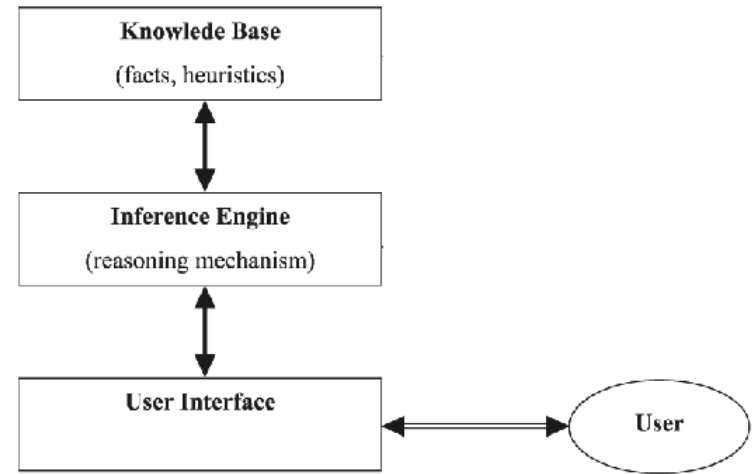 Knowlede Base
(facts, heuristics)
Inference Engine
(reasoning mechanism)
User Interface
User